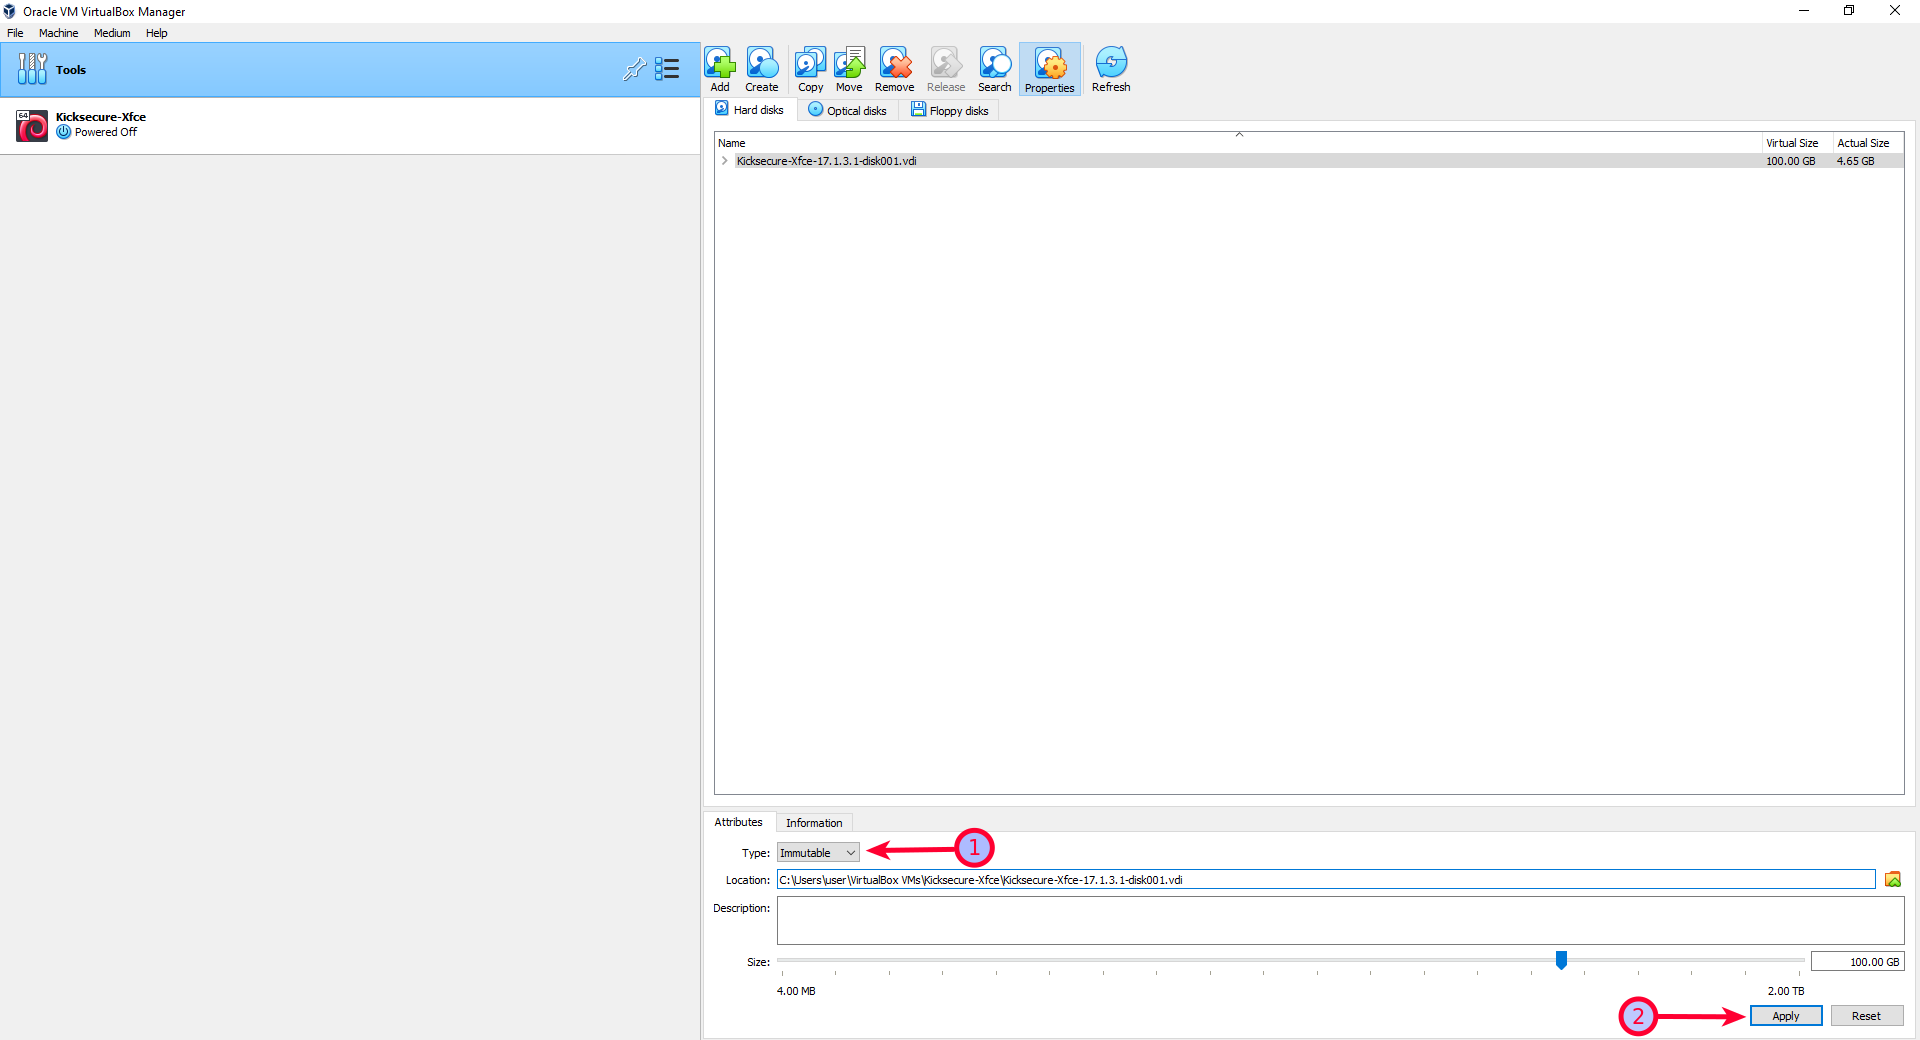 Oracle VM VirtualBox Manager
File Machine Medium Help
Tools
Add Create Copy Move Remove Release Search Properties Refresh
64
Kicksecure-Xfce
Powered Off
Hard disks Optical disks Floppy disks
Name Virtual Size Actual Size
Kicksecure-Xfce-17.1.3.1-disk001.vdi 100.00 GB 4.65 GB
Attributes Information
Type: Immutable 1
Location: C:\Users\user\VirtualBox VMs\Kicksecure-Xfce\Kicksecure-Xfce-17.1.3.1-disk001.vdi
Description:
Size: 100.00 GB
4.00 MB 2.00 TB
2 Apply Reset